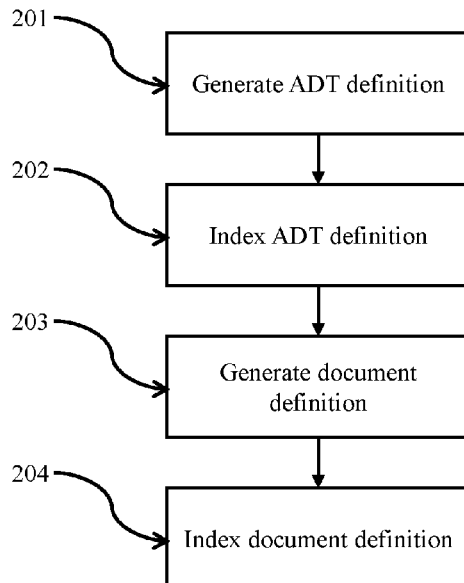 201
Generate ADT definition
202
Index ADT definition
203
Generate document
definition
204
Index document definition